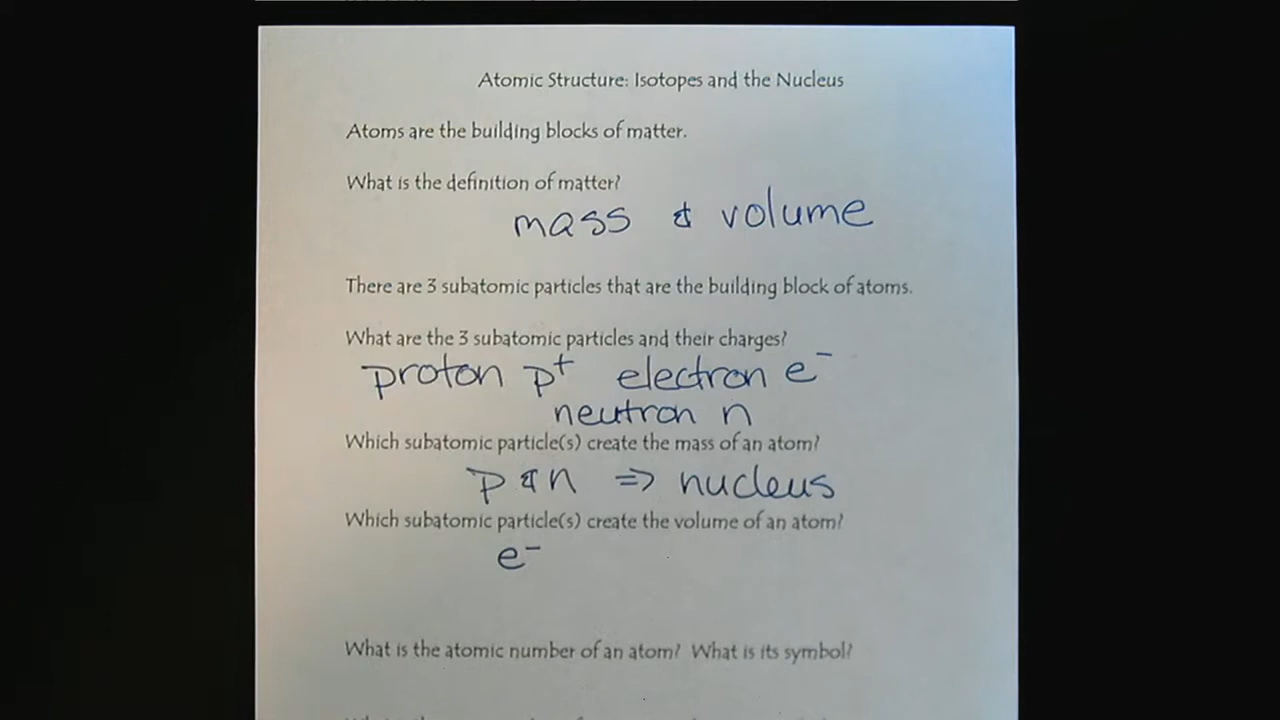 Atomic Structure: Isotopes and the Nucleus
Atoms are the building blocks of matter.
What is the definition of matter?
mass & volume
There are 3 subatomic particles that are the building block of atoms.
What are the 3 subatomic particles and their charges?
proton p⁺ electron e⁻
neutron n
Which subatomic particle(s) create the mass of an atom?
p & n ⇒ nucleus
Which subatomic particle(s) create the volume of an atom?
e⁻
What is the atomic number of an atom? What is its symbol?